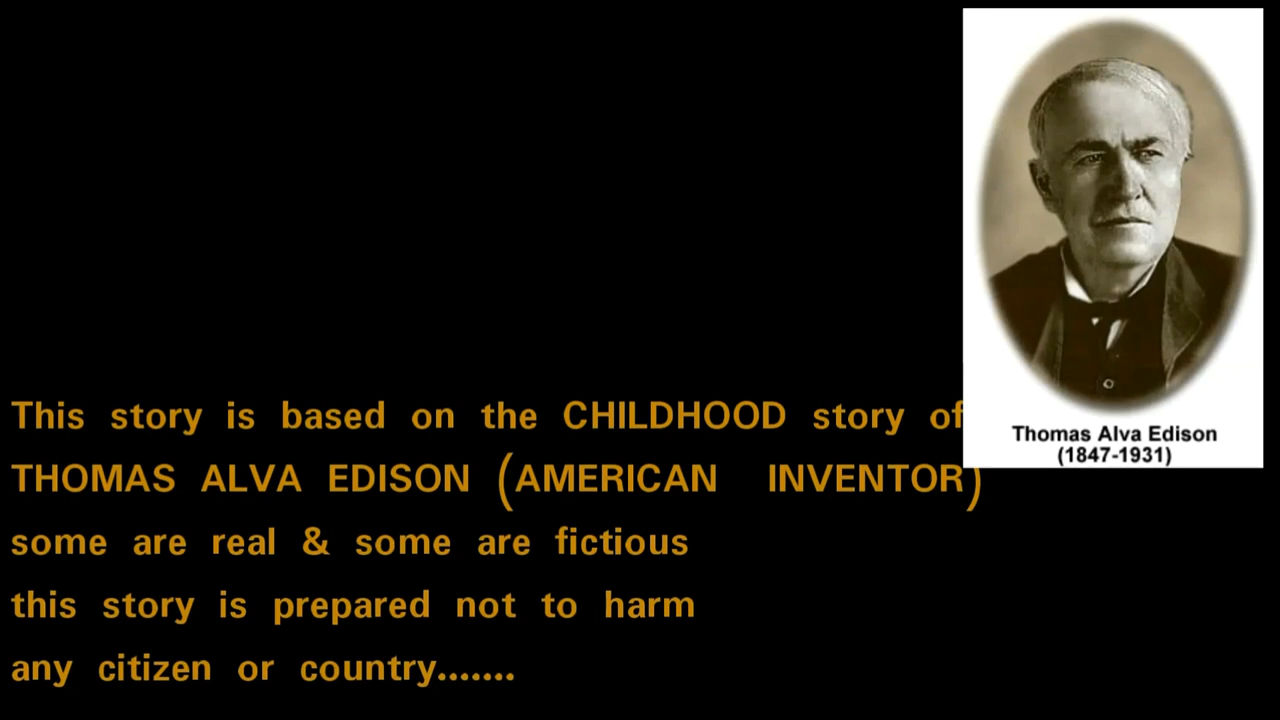 This story is based on the CHILDHOOD story of
THOMAS ALVA EDISON (AMERICAN INVENTOR)
some are real & some are fictious
this story is prepared not to harm
any citizen or country.......
Thomas Alva Edison
(1847-1931)